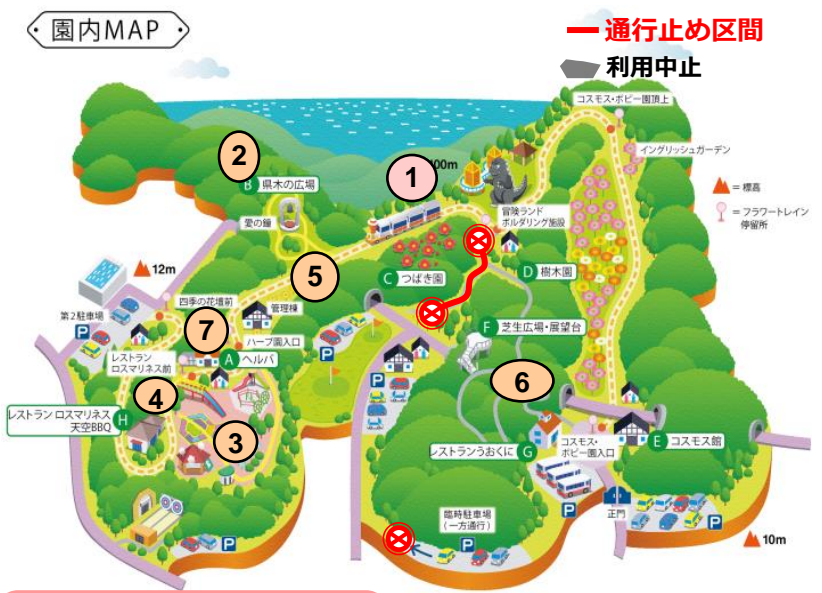 園内MAP
通行止め区間
利用中止
コスモス・ポピー園頂上
イングリッシュガーデン
=標高
=フラワートレイン
停留所
2
B 県木の広場
1
100m
愛の鐘
冒険ランド
ボルダリング施設
12m
5
C つばき園
D 樹木園
四季の花壇前
第2駐車場
P
7
管理棟
ハーブ園入口
P
F 芝生広場・展望台
レストラン
ロスマリネス前
A ヘルバ
P
6
4
レストラン ロスマリネス
天空BBQ
H
3
レストランうおくに G
コスモス・
ポピー園入口
E コスモス館
臨時駐車場
(一方通行)
P
P
正門
P
P
10m